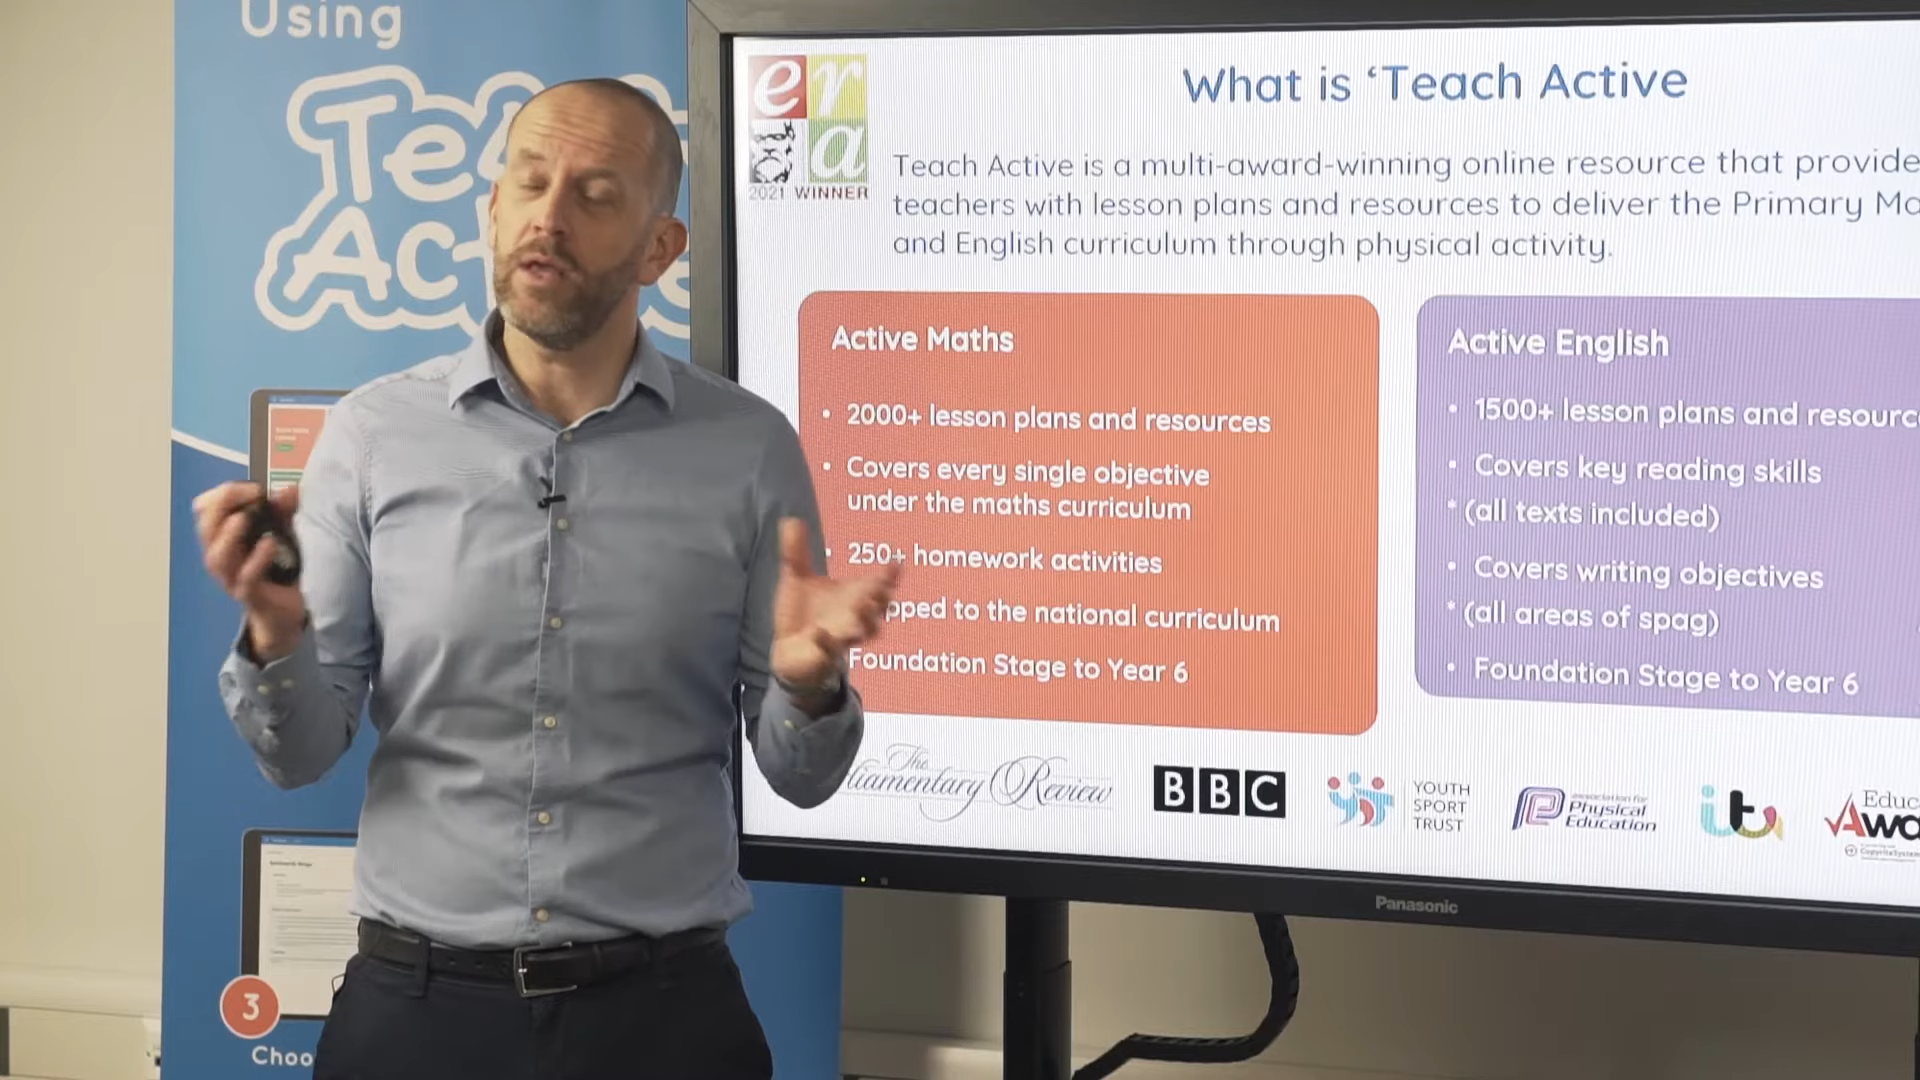 Using
Teach
Active
3
Choo
era
2021 WINNER
What is ‘Teach Active
Teach Active is a multi-award-winning online resource that provide
teachers with lesson plans and resources to deliver the Primary Ma
and English curriculum through physical activity.
Active Maths
• 2000+ lesson plans and resources
• Covers every single objective
under the maths curriculum
• 250+ homework activities
pped to the national curriculum
Foundation Stage to Year 6
Active English
• 1500+ lesson plans and resourc
• Covers key reading skills
* (all texts included)
• Covers writing objectives
* (all areas of spag)
• Foundation Stage to Year 6
The
liamentary Review
BBC
YOUTH
SPORT
TRUST
association for
Physical
Education
itv
Educ
Awa
Panasonic